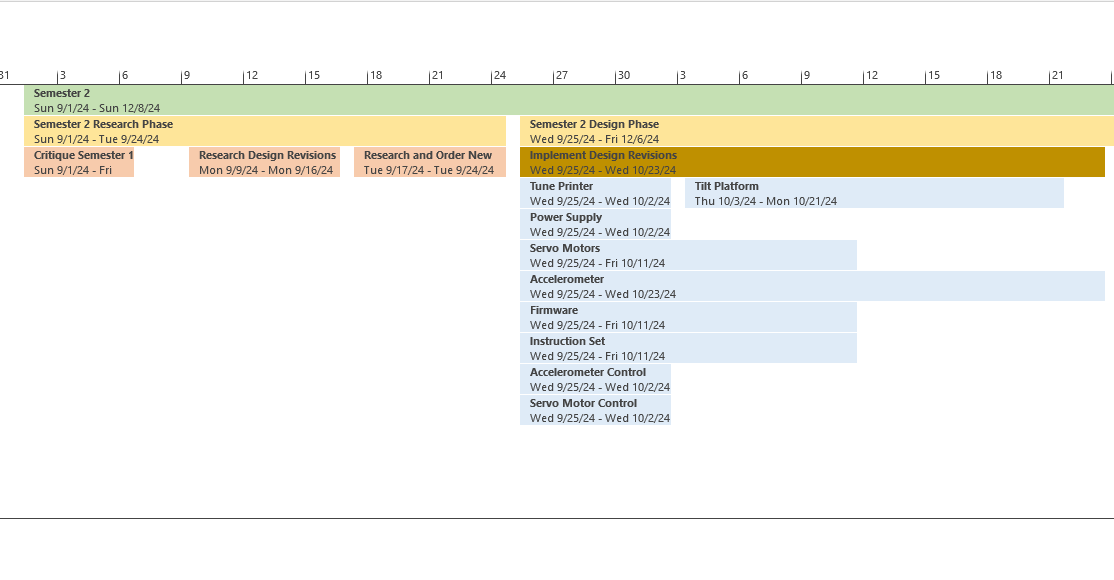 31 3 6 9 12 15 18 21 24 27 30 3 6 9 12 15 18 21
Semester 2
Sun 9/1/24 - Sun 12/8/24
Semester 2 Research Phase
Sun 9/1/24 - Tue 9/24/24
Semester 2 Design Phase
Wed 9/25/24 - Fri 12/6/24
Critique Semester 1
Sun 9/1/24 - Fri
Research Design Revisions
Mon 9/9/24 - Mon 9/16/24
Research and Order New
Tue 9/17/24 - Tue 9/24/24
Implement Design Revisions
Wed 9/25/24 - Wed 10/23/24
Tune Printer
Wed 9/25/24 - Wed 10/2/24
Tilt Platform
Thu 10/3/24 - Mon 10/21/24
Power Supply
Wed 9/25/24 - Wed 10/2/24
Servo Motors
Wed 9/25/24 - Fri 10/11/24
Accelerometer
Wed 9/25/24 - Wed 10/23/24
Firmware
Wed 9/25/24 - Fri 10/11/24
Instruction Set
Wed 9/25/24 - Fri 10/11/24
Accelerometer Control
Wed 9/25/24 - Wed 10/2/24
Servo Motor Control
Wed 9/25/24 - Wed 10/2/24